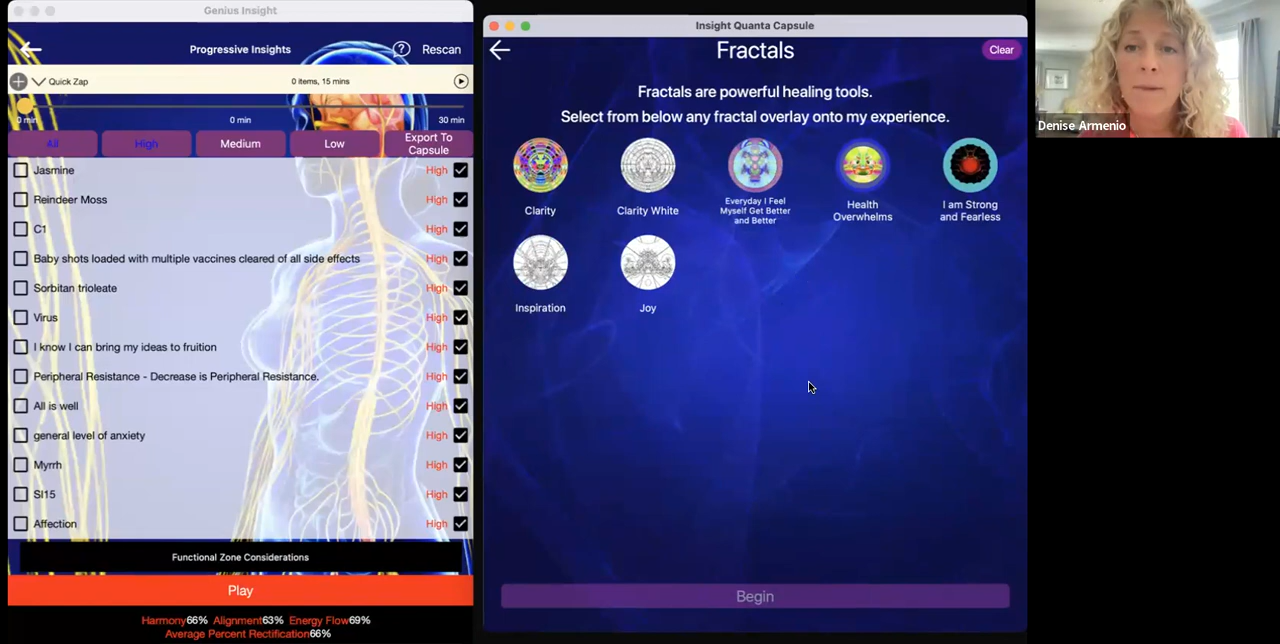 Genius Insight
Progressive Insights
?
Rescan
Quick Zap
0 items, 15 mins
0 min
0 min
30 min
All
High
Medium
Low
Export To
Capsule
Jasmine High
Reindeer Moss High
C1 High
Baby shots loaded with multiple vaccines cleared of all side effects High
Sorbitan trioleate High
Virus High
I know I can bring my ideas to fruition High
Peripheral Resistance - Decrease is Peripheral Resistance. High
All is well High
general level of anxiety High
Myrrh High
SI15 High
Affection High
Functional Zone Considerations
Play
Harmony66% Alignment63% Energy Flow69%
Average Percent Rectification66%
Insight Quanta Capsule
Fractals
Clear
Fractals are powerful healing tools.
Select from below any fractal overlay onto my experience.
Clarity
Clarity White
Everyday I Feel
Myself Get Better
and Better
Health
Overwhelms
I am Strong
and Fearless
Inspiration
Joy
Begin
Denise Armenio